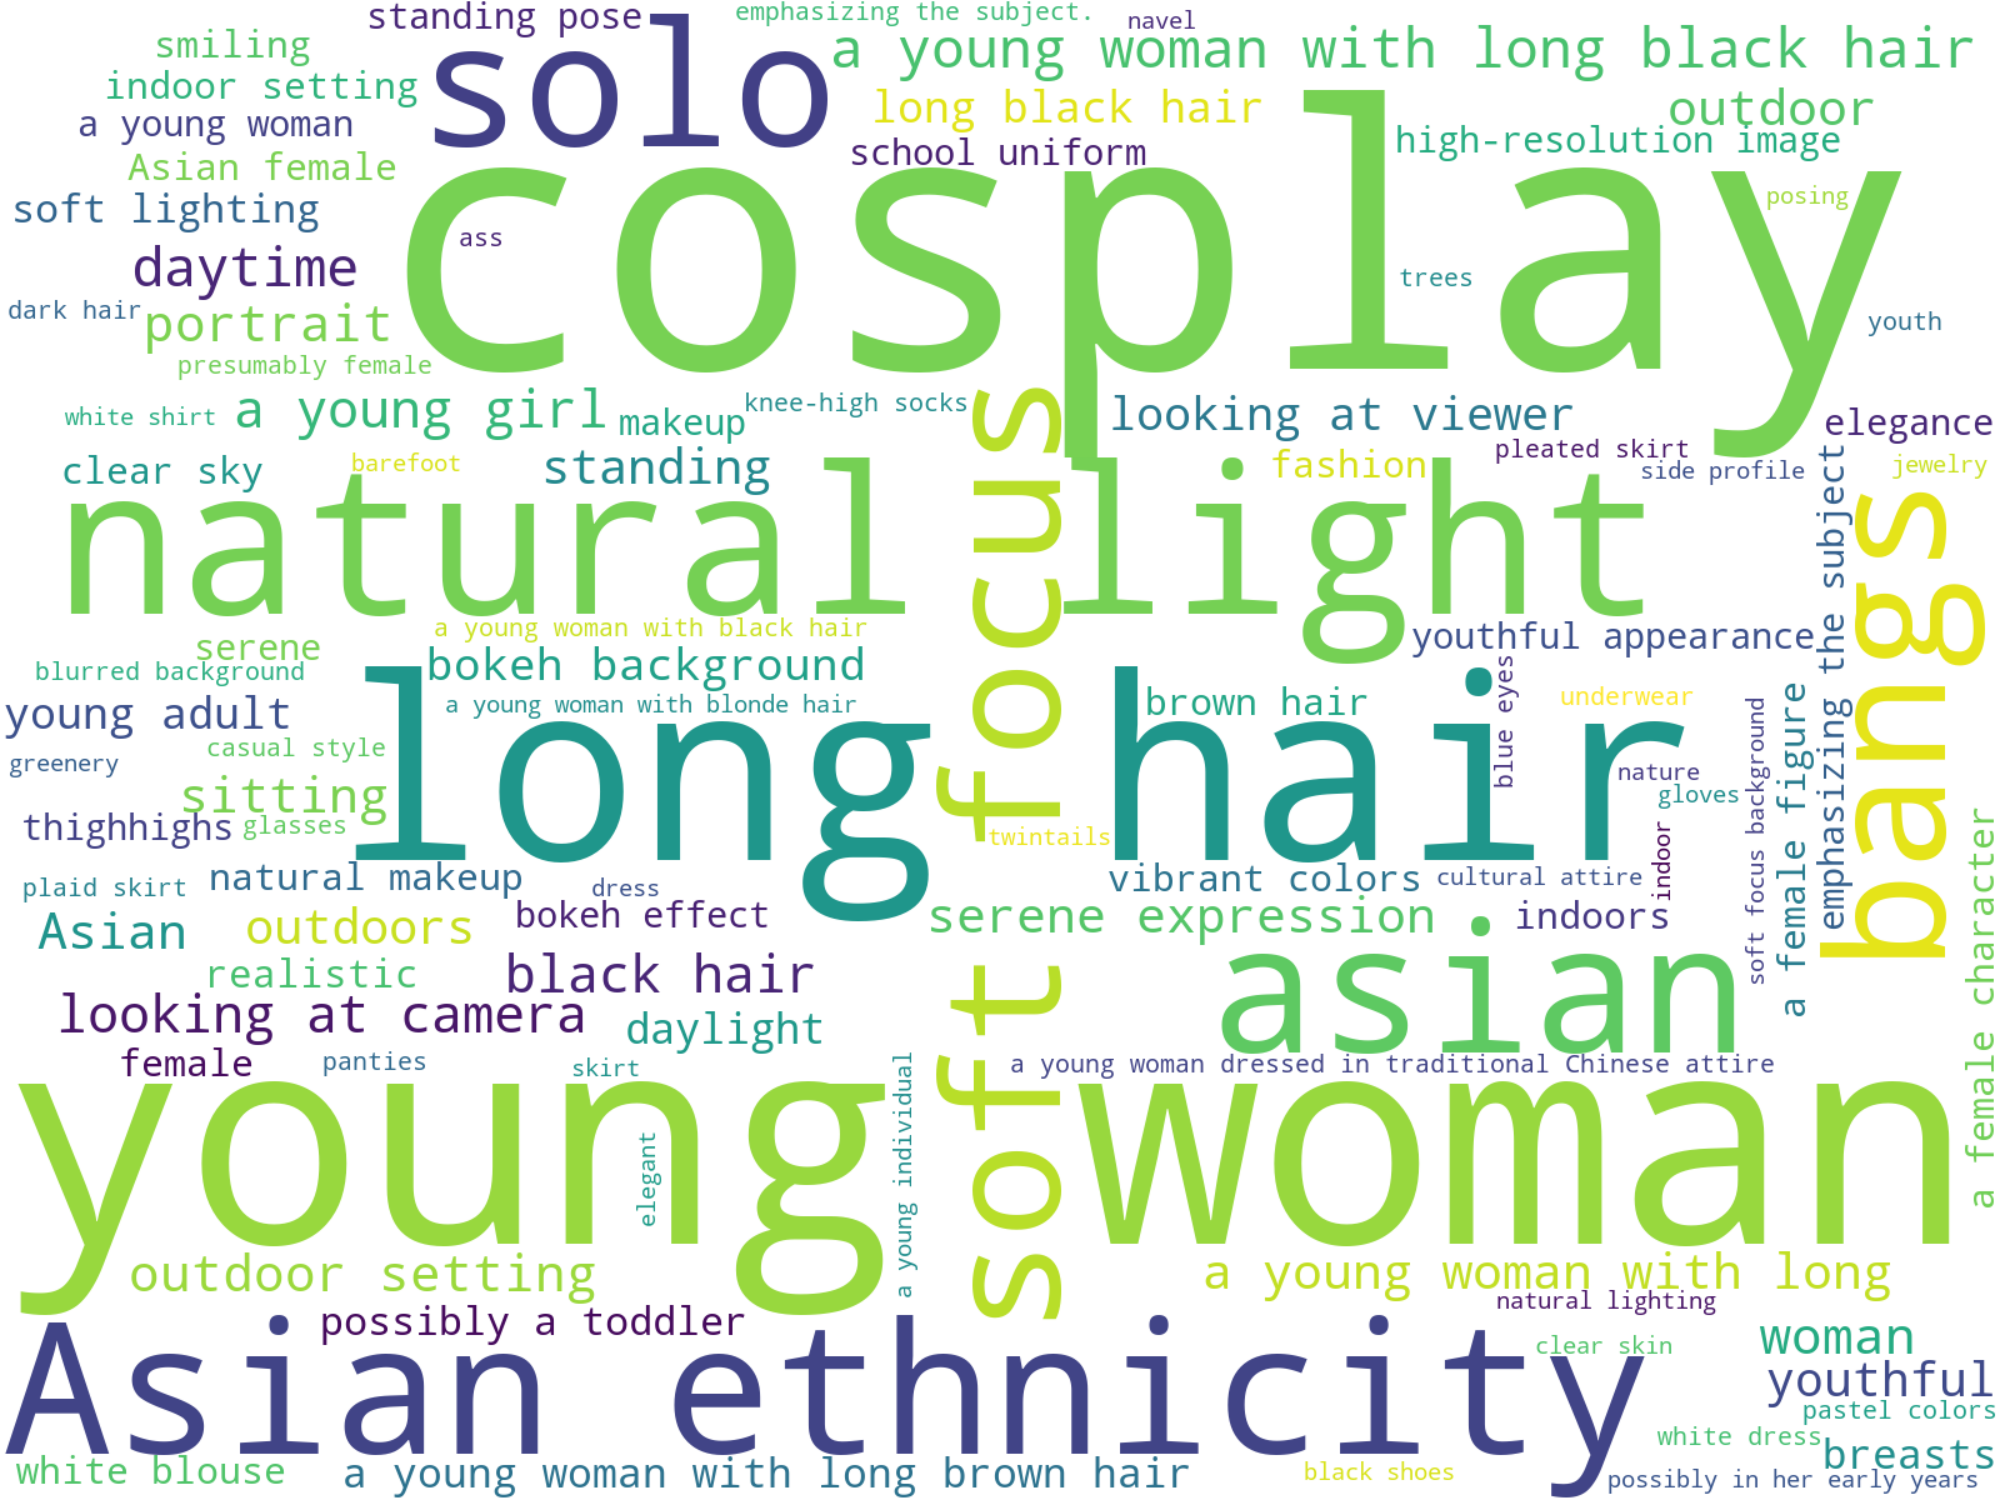 standing pose
emphasizing the subject.
navel
smiling
solo
a young woman with long black hair
indoor setting
long black hair
outdoor
a young woman
school uniform
high-resolution image
Asian female
cosplay
posing
soft lighting
ass
daytime
trees
dark hair
portrait
youth
presumably female
white shirt
a young girl
makeup
knee-high socks
looking at viewer
elegance
clear sky
barefoot
standing
fashion
pleated skirt
side profile
jewelry
natural light
soft focus
bangs
emphasizing the subject
serene
a young woman with black hair
youthful appearance
blurred background
bokeh background
young adult
a young woman with blonde hair
brown hair
blue eyes
underwear
casual style
greenery
long hair
nature
gloves
soft focus background
a female figure
sitting
thighhighs
glasses
twintails
indoor
a female character
plaid skirt
natural makeup
dress
vibrant colors
cultural attire
Asian
outdoors
bokeh effect
serene expression
indoors
realistic
black hair
asian
looking at camera
daylight
female
panties
skirt
a young individual
a young woman dressed in traditional Chinese attire
young
elegant
woman
outdoor setting
a young woman with long
possibly a toddler
natural lighting
Asian ethnicity
clear skin
woman
youthful
pastel colors
white dress
breasts
white blouse
a young woman with long brown hair
black shoes
possibly in her early years